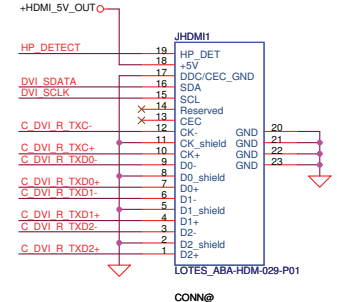 +HDMI_5V_OUT
JHDMI1
HP_DETECT 19 HP_DET
18 +5V
17 DDC/CEC_GND
DVI_SDATA 16 SDA
DVI_SCLK 15 SCL
14 Reserved
13 CEC
C_DVI_R_TXC- 12 CK- GND 20
11 CK_shield GND 21
C_DVI_R_TXC+ 10 CK+ GND 22
C_DVI_R_TXD0- 9 D0- GND 23
8 D0_shield
C_DVI_R_TXD0+ 7 D0+
C_DVI_R_TXD1- 6 D1-
5 D1_shield
C_DVI_R_TXD1+ 4 D1+
C_DVI_R_TXD2- 3 D2-
2 D2_shield
C_DVI_R_TXD2+ 1 D2+
LOTES_ABA-HDM-029-P01
CONN@